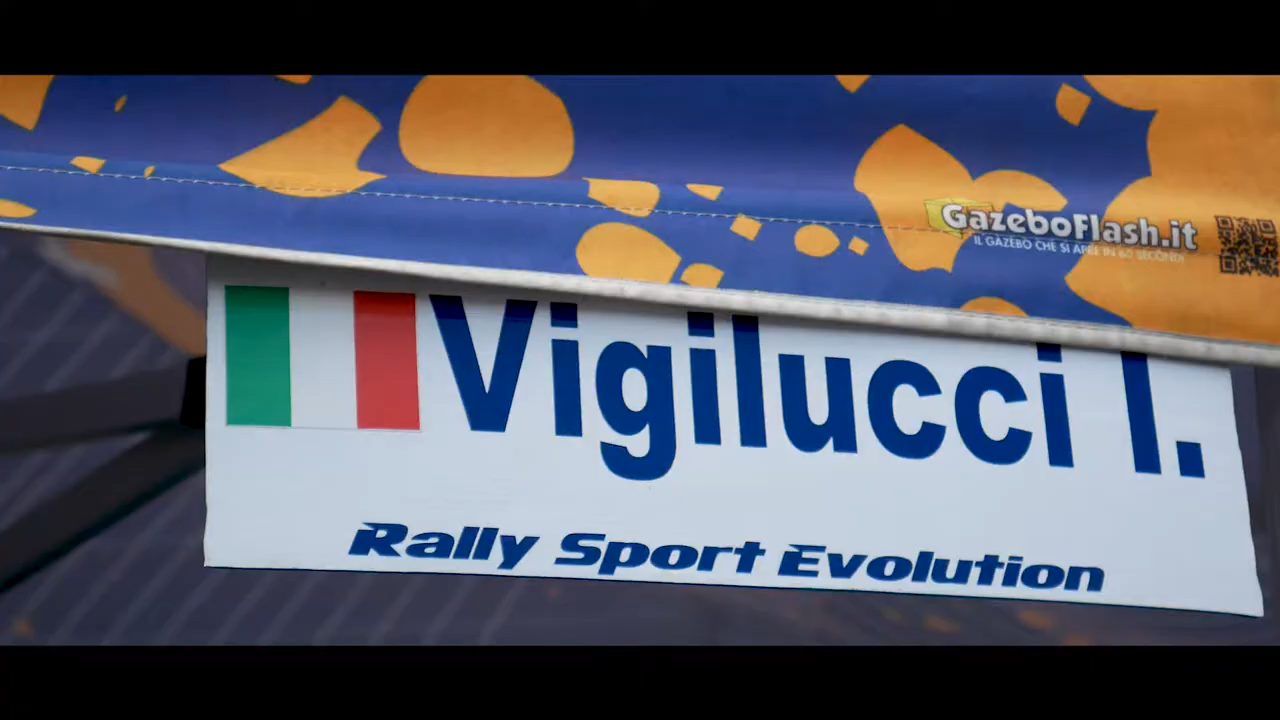 GazeboFlash.it
IL GAZEBO CHE SI APRE IN 60 SECONDI
Vigilucci I.
Rally Sport Evolution